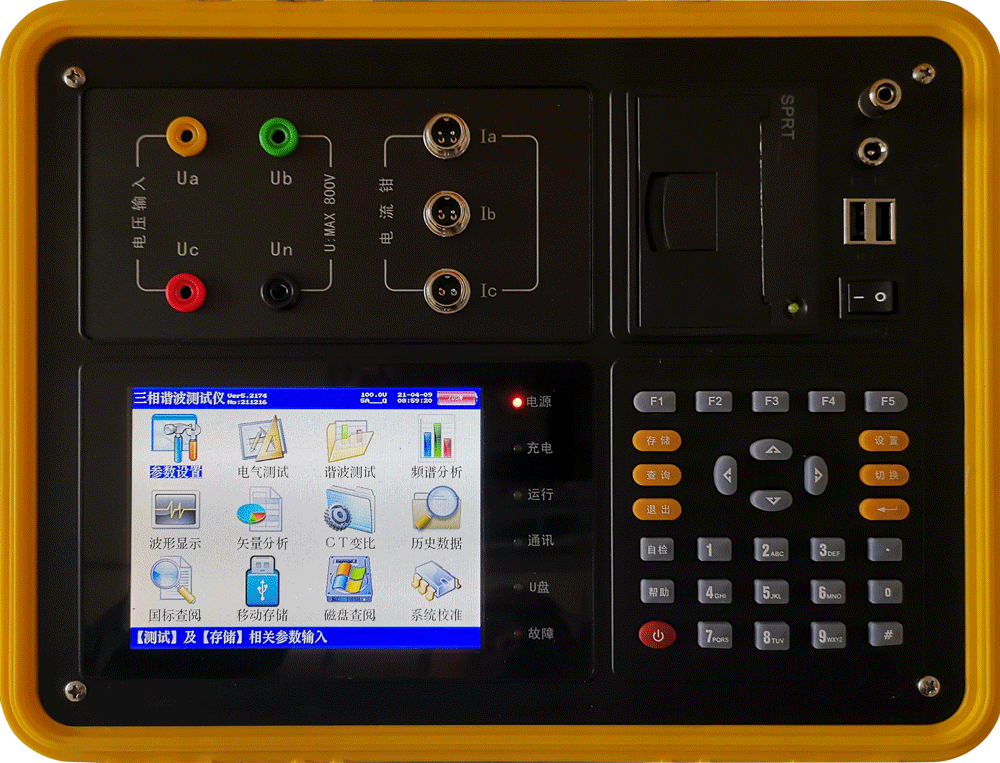 电压输入
Ua
Ub
Uc
Un
U:MAX 800V
电流钳
Ia
Ib
Ic
SPRT
三相谐波测试仪 Ver5.2174
No:211216
100.0U 21-04-09
5A 08:59:20
参数设置 电气测试 谐波测试 频谱分析
波形显示 矢量分析 CT变比 历史数据
国标查阅 移动存储 磁盘查阅 系统校准
【测试】及【存储】相关参数输入
电源
充电
运行
通讯
U盘
故障
F1 F2 F3 F4 F5
存储 设置
查询 切换
退出
自检 1 2ABC 3DEF .
帮助 4GHI 5JKL 6MNO 0
7PQRS 8TUV 9WXYZ #